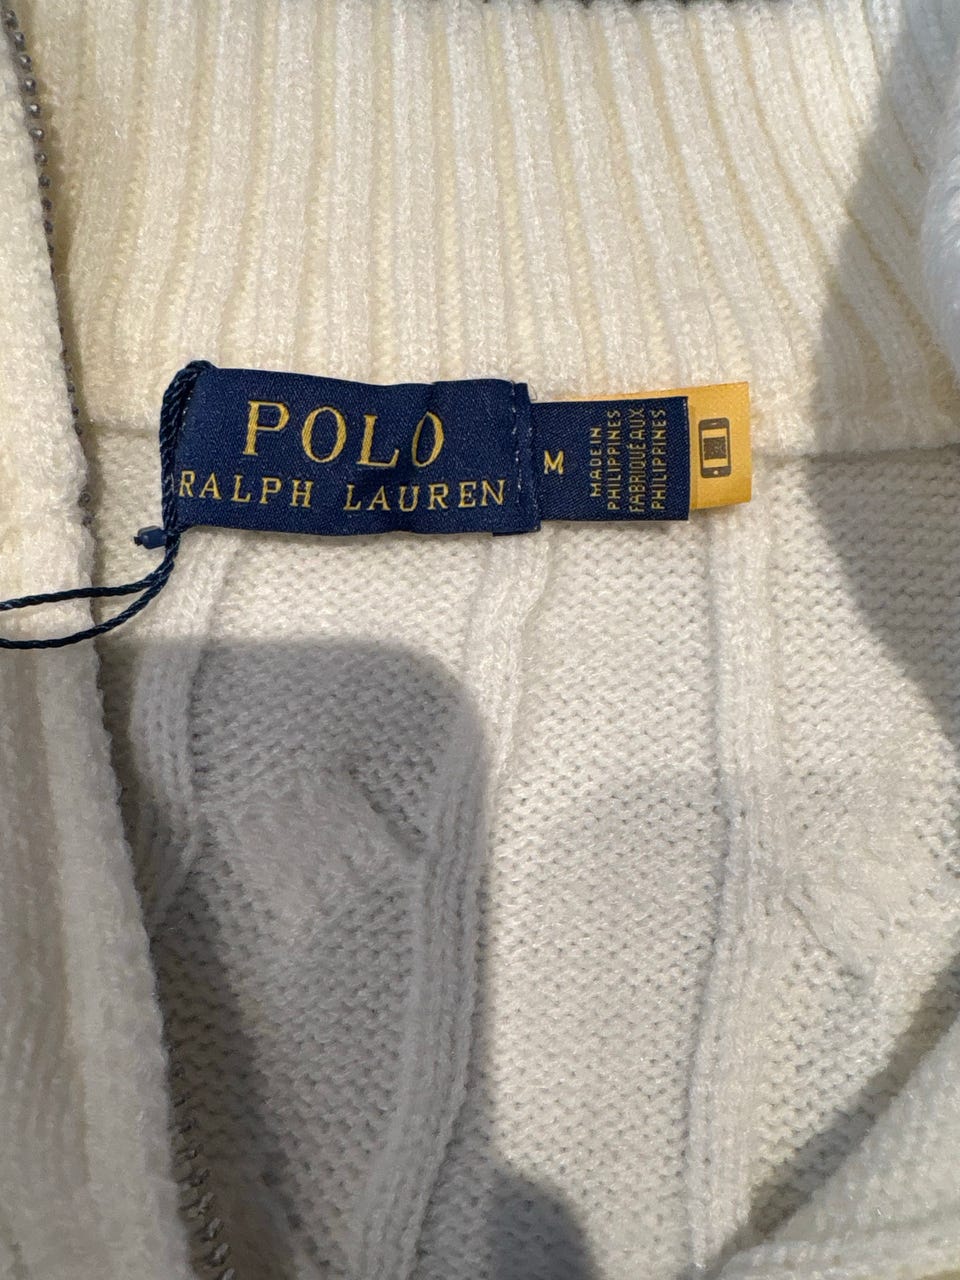 POLO
RALPH LAUREN
M
MADE IN
PHILIPPINES
FABRIQUÉ AUX
PHILIPPINES